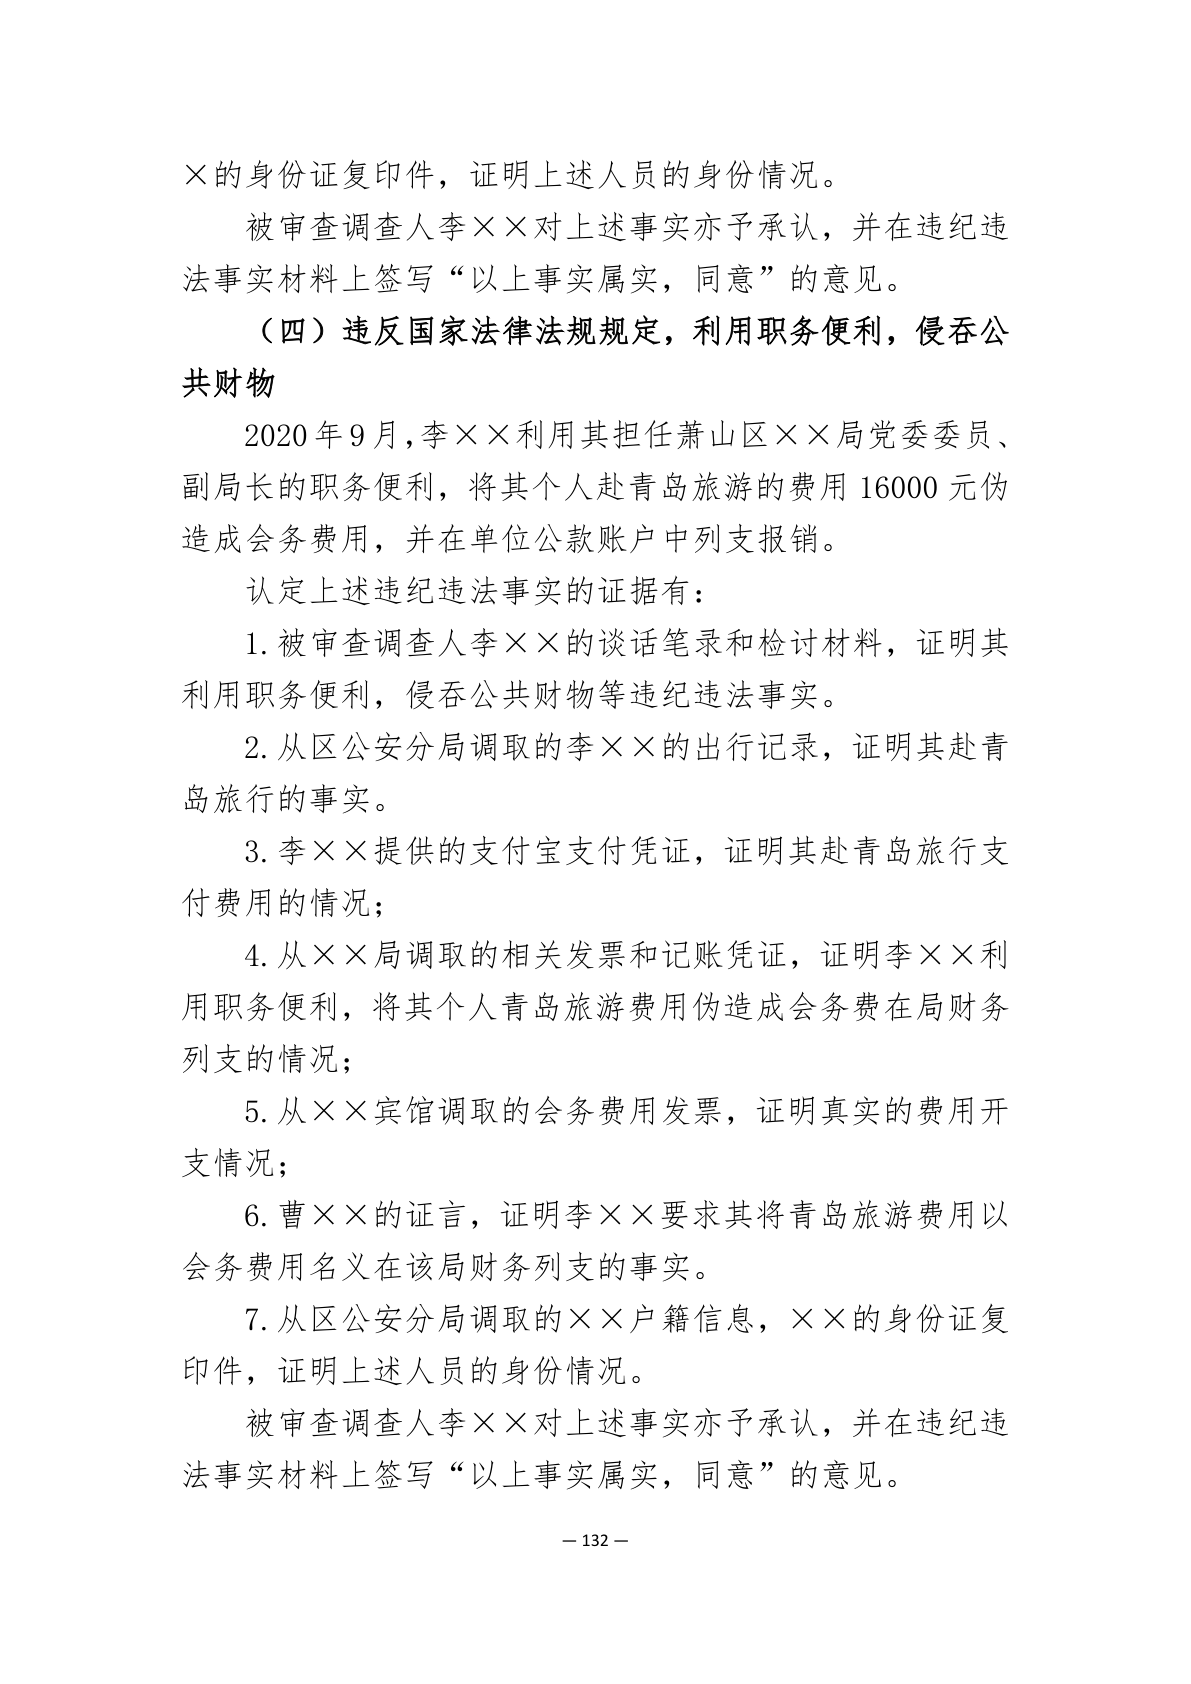 ×的身份证复印件，证明上述人员的身份情况。
被审查调查人李××对上述事实亦予承认，并在违纪违
法事实材料上签写“以上事实属实，同意”的意见。
（四）违反国家法律法规规定，利用职务便利，侵吞公
共财物
2020年9月，李××利用其担任萧山区××局党委委员、
副局长的职务便利，将其个人赴青岛旅游的费用16000元伪
造成会务费用，并在单位公款账户中列支报销。
认定上述违纪违法事实的证据有：
1.被审查调查人李××的谈话笔录和检讨材料，证明其
利用职务便利，侵吞公共财物等违纪违法事实。
2.从区公安分局调取的李××的出行记录，证明其赴青
岛旅行的事实。
3.李××提供的支付宝支付凭证，证明其赴青岛旅行支
付费用的情况；
4.从××局调取的相关发票和记账凭证，证明李××利
用职务便利，将其个人青岛旅游费用伪造成会务费在局财务
列支的情况；
5.从××宾馆调取的会务费用发票，证明真实的费用开
支情况；
6.曹××的证言，证明李××要求其将青岛旅游费用以
会务费用名义在该局财务列支的事实。
7.从区公安分局调取的××户籍信息，××的身份证复
印件，证明上述人员的身份情况。
被审查调查人李××对上述事实亦予承认，并在违纪违
法事实材料上签写“以上事实属实，同意”的意见。
— 132 —